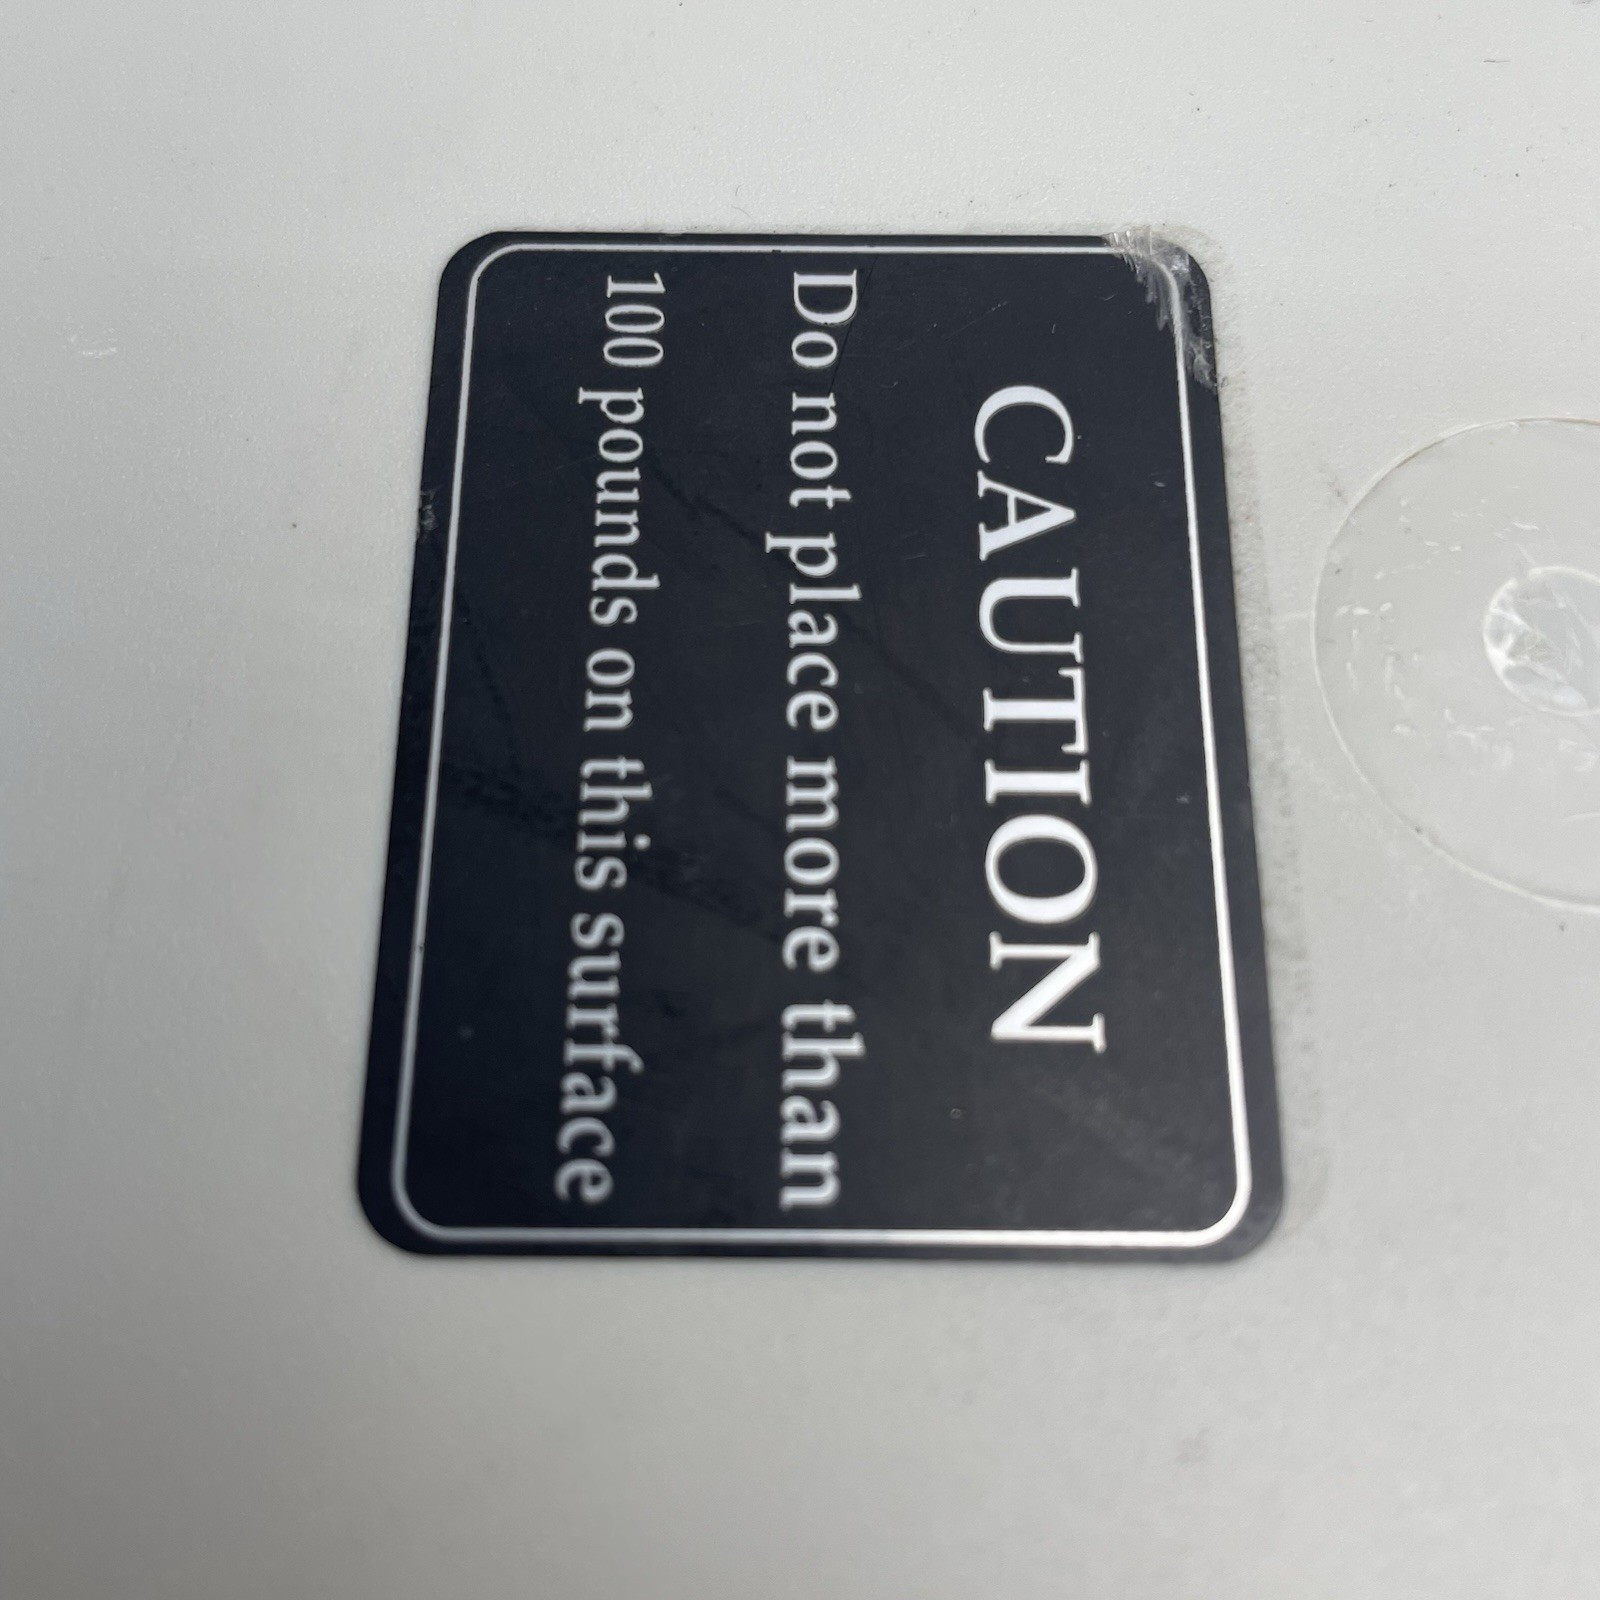 CAUTION
Do not place more than
100 pounds on this surface